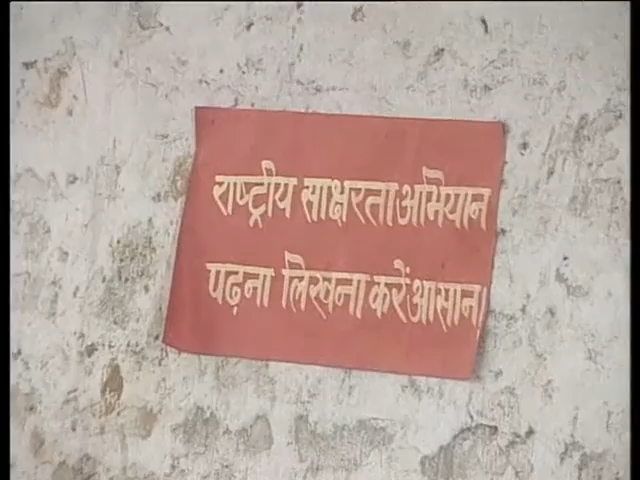 राष्ट्रीय साक्षरता अभियान
पढ़ना लिखना करें आसान।